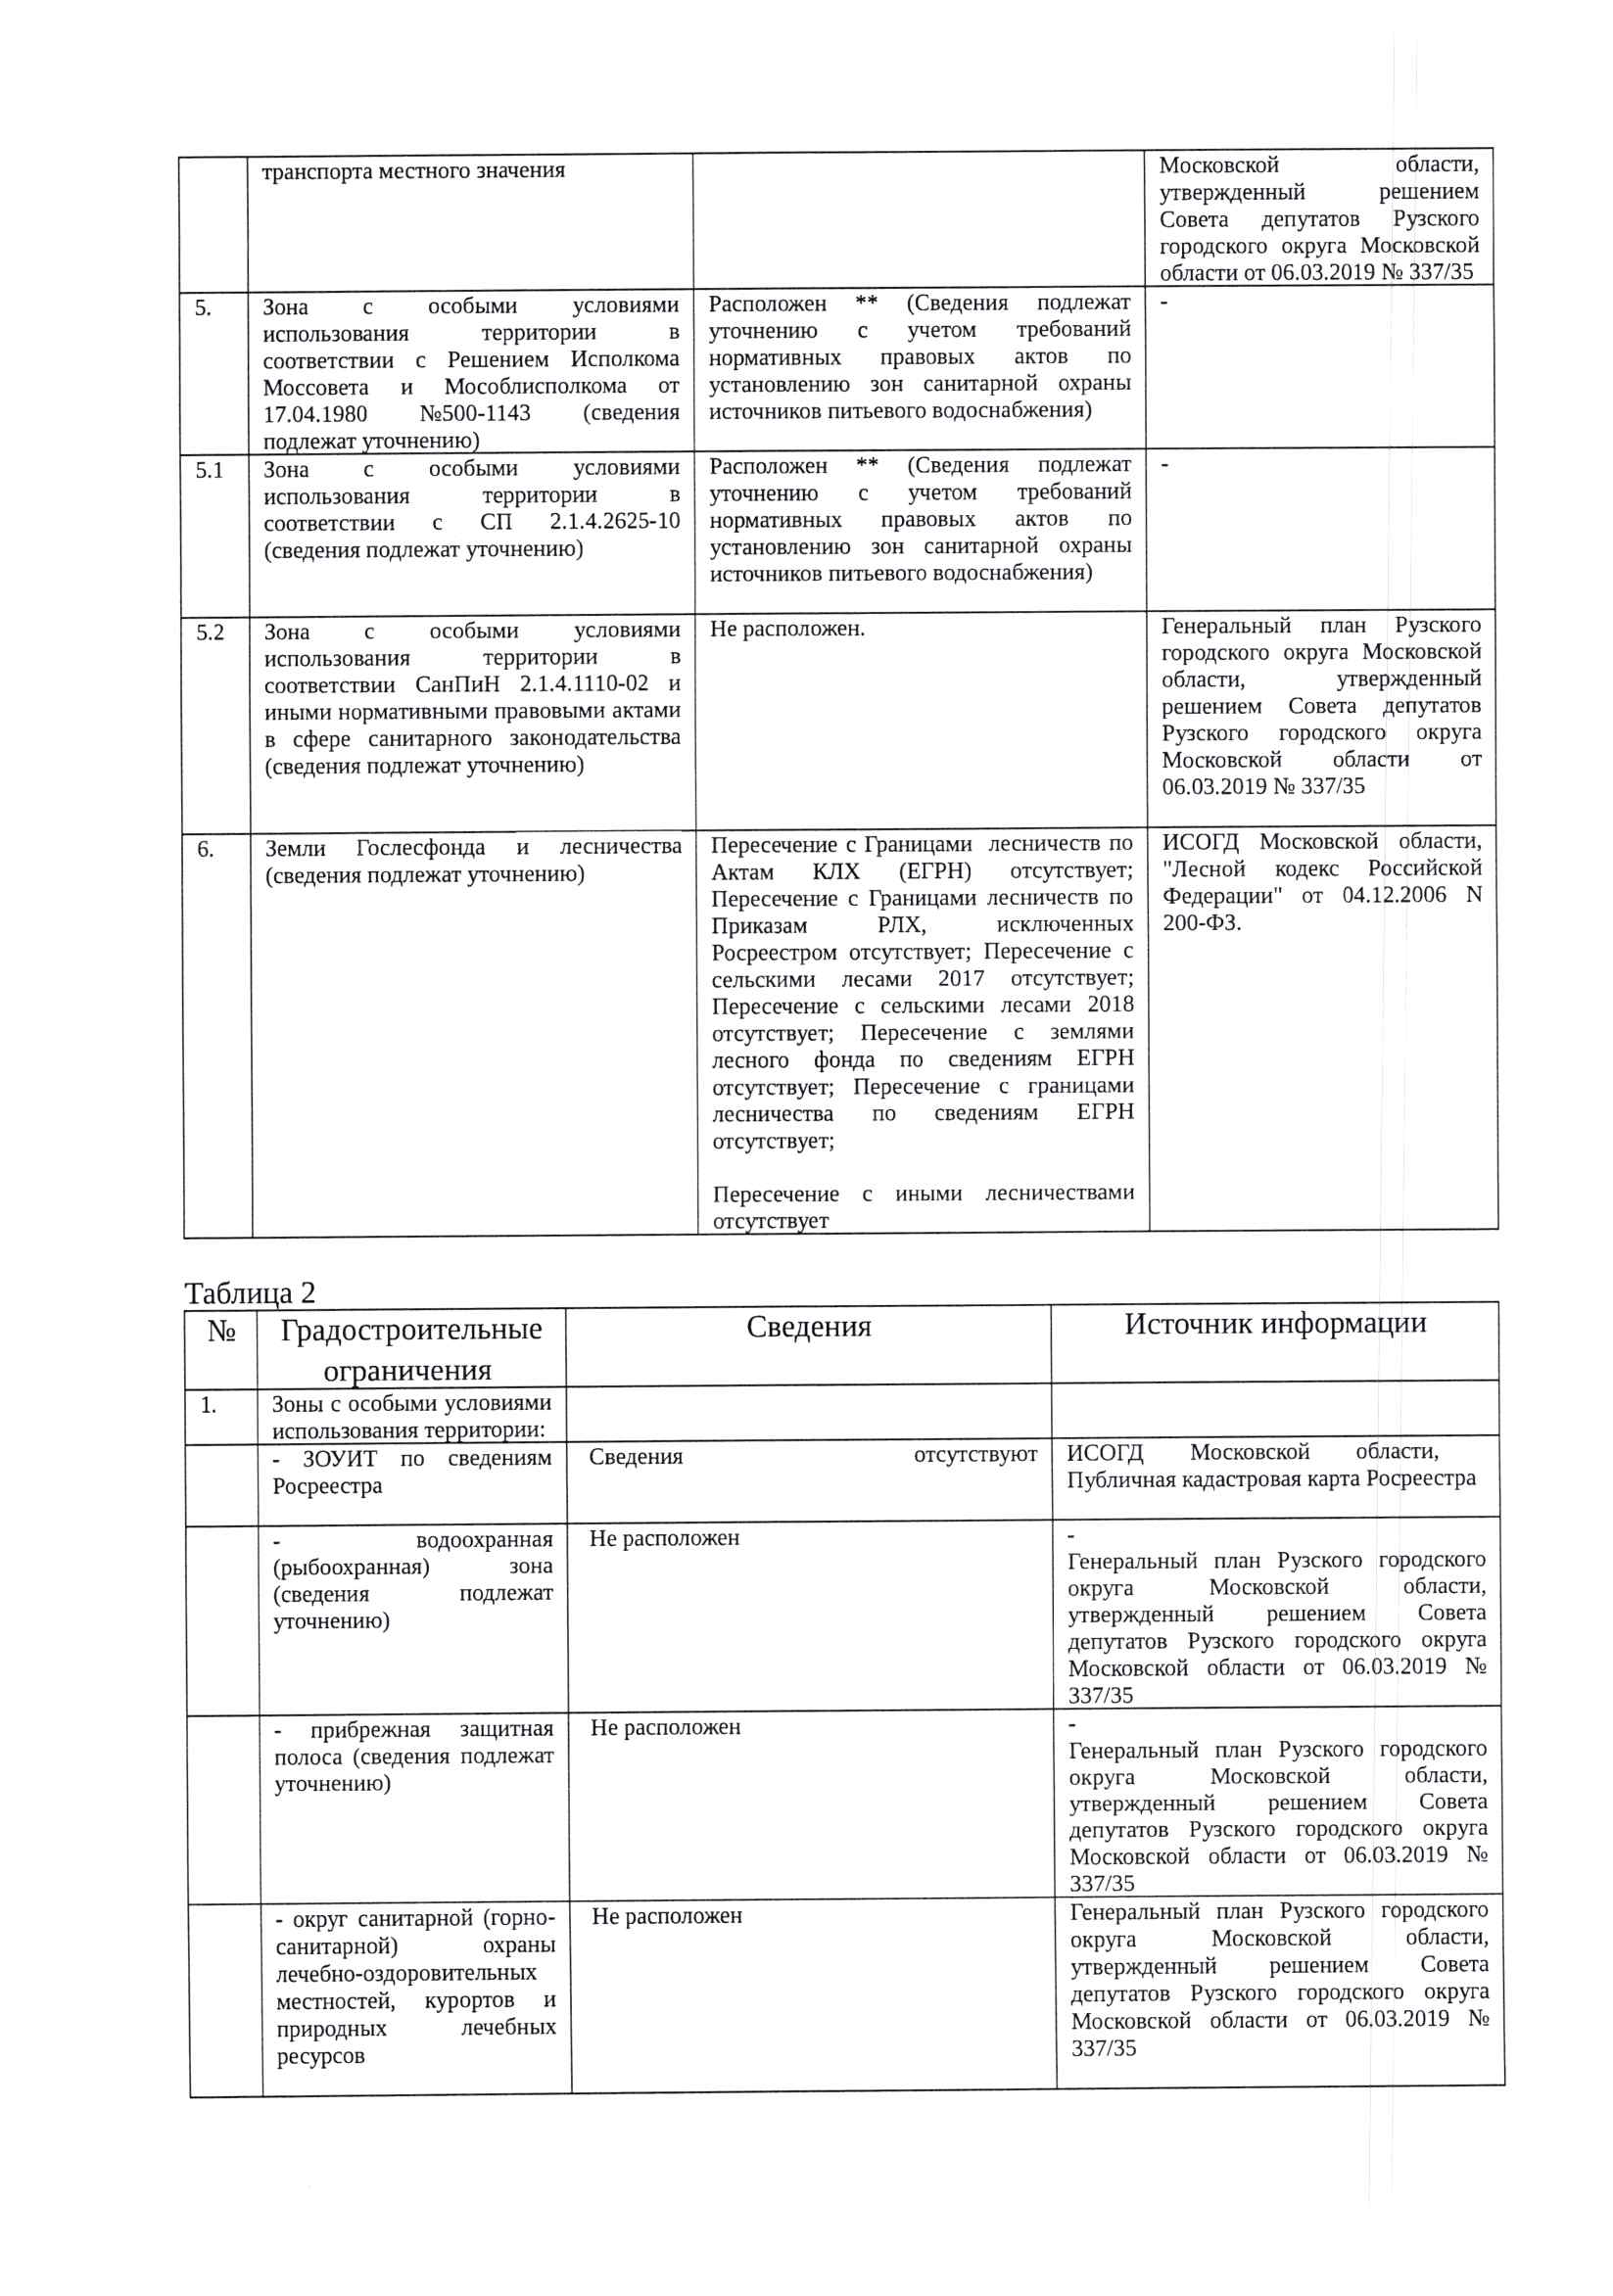 транспорта местного значения
Московской области,
утвержденный решением
Совета депутатов Рузского
городского округа Московской
области от 06.03.2019 № 337/35
5.
Зона с особыми условиями
использования территории в
соответствии с Решением Исполкома
Моссовета и Мособлисполкома от
17.04.1980 №500-1143 (сведения
подлежат уточнению)
Расположен ** (Сведения подлежат
уточнению с учетом требований
нормативных правовых актов по
установлению зон санитарной охраны
источников питьевого водоснабжения)
-
5.1
Зона с особыми условиями
использования территории в
соответствии с СП 2.1.4.2625-10
(сведения подлежат уточнению)
Расположен ** (Сведения подлежат
уточнению с учетом требований
нормативных правовых актов по
установлению зон санитарной охраны
источников питьевого водоснабжения)
-
5.2
Зона с особыми условиями
использования территории в
соответствии СанПиН 2.1.4.1110-02 и
иными нормативными правовыми актами
в сфере санитарного законодательства
(сведения подлежат уточнению)
Не расположен.
Генеральный план Рузского
городского округа Московской
области, утвержденный
решением Совета депутатов
Рузского городского округа
Московской области от
06.03.2019 № 337/35
6.
Земли Гослесфонда и лесничества
(сведения подлежат уточнению)
Пересечение с Границами лесничеств по
Актам КЛХ (ЕГРН) отсутствует;
Пересечение с Границами лесничеств по
Приказам РЛХ, исключенных
Росреестром отсутствует; Пересечение с
сельскими лесами 2017 отсутствует;
Пересечение с сельскими лесами 2018
отсутствует; Пересечение с землями
лесного фонда по сведениям ЕГРН
отсутствует; Пересечение с границами
лесничества по сведениям ЕГРН
отсутствует;
Пересечение с иными лесничествами
отсутствует
ИСОГД Московской области,
"Лесной кодекс Российской
Федерации" от 04.12.2006 N
200-ФЗ.
Таблица 2
№
Градостроительные
ограничения
Сведения
Источник информации
1.
Зоны с особыми условиями
использования территории:
- ЗОУИТ по сведениям
Росреестра
Сведения отсутствуют
ИСОГД Московской области,
Публичная кадастровая карта Росреестра
- водоохранная
(рыбоохранная) зона
(сведения подлежат
уточнению)
Не расположен
-
Генеральный план Рузского городского
округа Московской области,
утвержденный решением Совета
депутатов Рузского городского округа
Московской области от 06.03.2019 №
337/35
- прибрежная защитная
полоса (сведения подлежат
уточнению)
Не расположен
-
Генеральный план Рузского городского
округа Московской области,
утвержденный решением Совета
депутатов Рузского городского округа
Московской области от 06.03.2019 №
337/35
- округ санитарной (горно-
санитарной) охраны
лечебно-оздоровительных
местностей, курортов и
природных лечебных
ресурсов
Не расположен
Генеральный план Рузского городского
округа Московской области,
утвержденный решением Совета
депутатов Рузского городского округа
Московской области от 06.03.2019 №
337/35